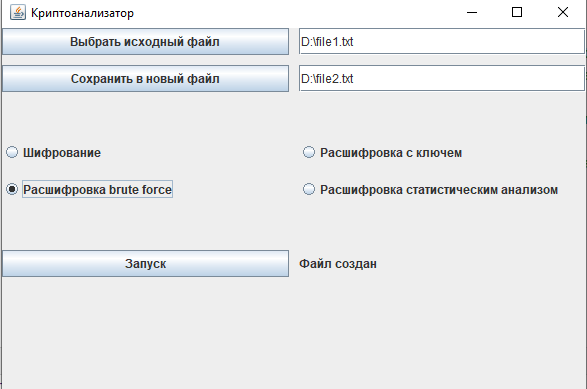 Криптоанализатор
Выбрать исходный файл
D:\file1.txt
Сохранить в новый файл
D:\file2.txt
Шифрование
Расшифровка с ключем
Расшифровка brute force
Расшифровка статистическим анализом
Запуск
Файл создан